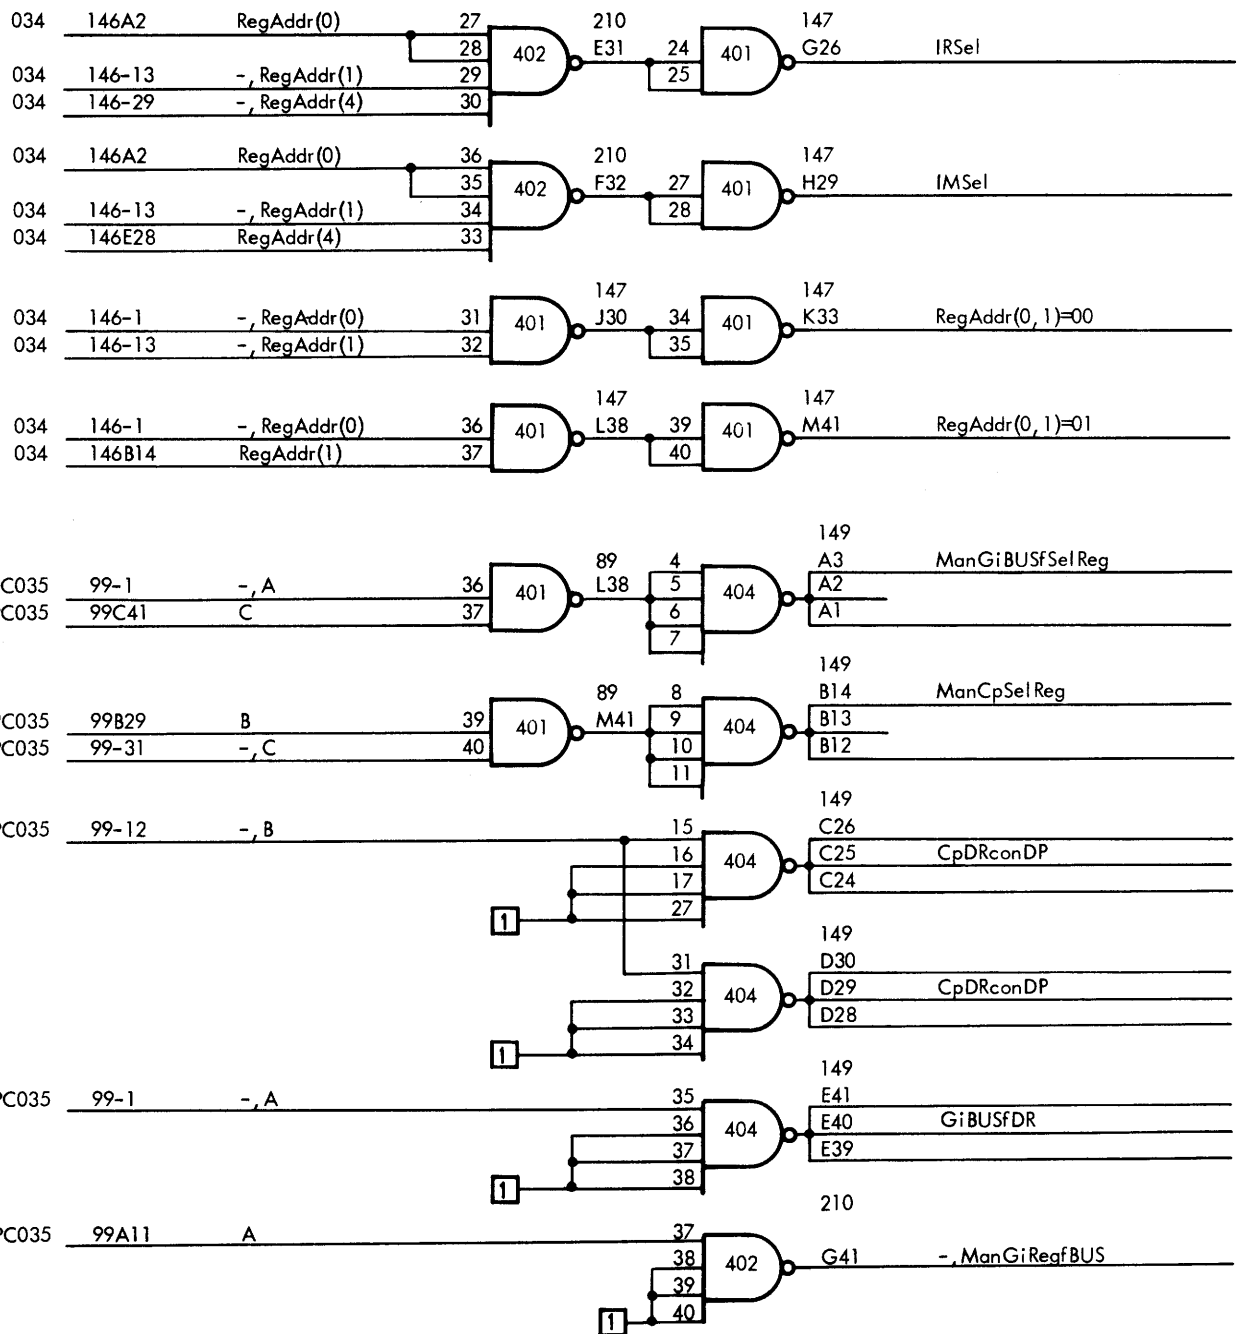 034 146A2 RegAddr(0) 27 210 147
28 402 E31 24 401 G26 IRSel
034 146-13 -, RegAddr(1) 29 25
034 146-29 -, RegAddr(4) 30
034 146A2 RegAddr(0) 36 210 147
35 402 F32 27 401 H29 IMSel
034 146-13 -, RegAddr(1) 34 28
034 146E28 RegAddr(4) 33
147 147
034 146-1 -, RegAddr(0) 31 401 J30 34 401 K33 RegAddr(0, 1)=00
034 146-13 -, RegAddr(1) 32 35
147 147
034 146-1 -, RegAddr(0) 36 401 L38 39 401 M41 RegAddr(0, 1)=01
034 146B14 RegAddr(1) 37 40
149
89 4 A3 ManGiBUSfSelReg
C035 99-1 -, A 36 401 L38 5 404 A2
PC035 99C41 C 37 6 A1
7
149
89 8 B14 ManCpSelReg
PC035 99B29 B 39 401 M41 9 404 B13
PC035 99-31 -, C 40 10 B12
11
149
PC035 99-12 -, B 15 C26
16 404 C25 CpDRconDP
17 C24
1 27
149
31 D30
32 404 D29 CpDRconDP
33 D28
1 34
149
PC035 99-1 -, A 35 E41
36 404 E40 GiBUSfDR
37 E39
1 38
210
PC035 99A11 A 37
38 402 G41 -, ManGiRegfBUS
39
1 40